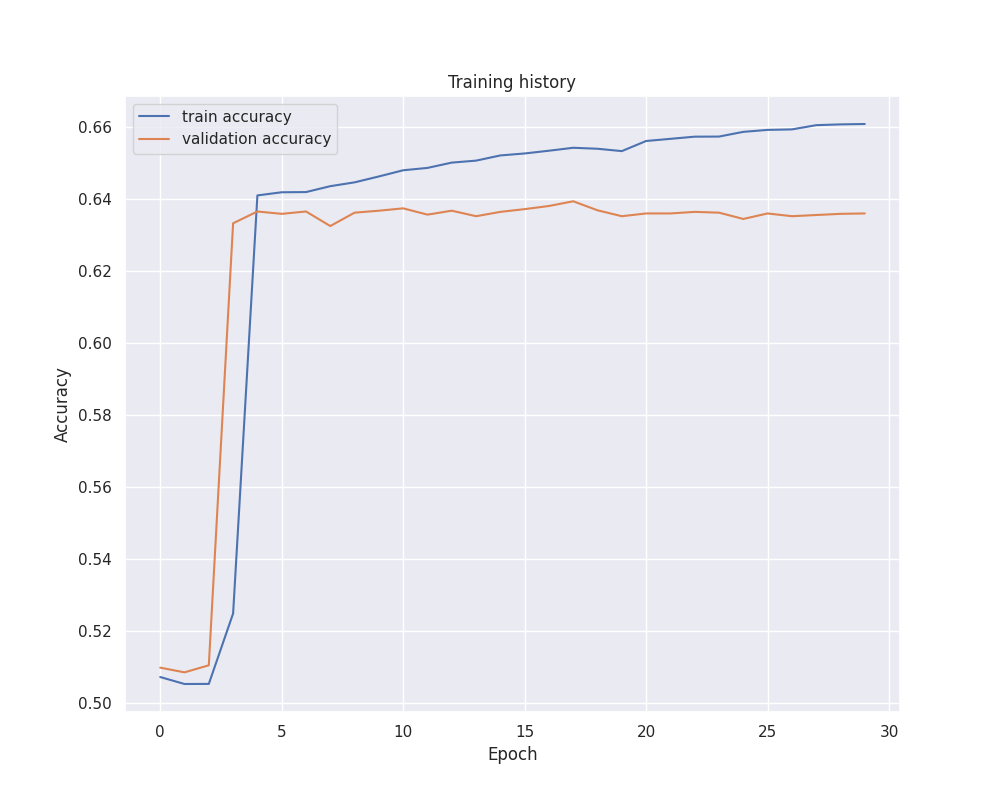 Training history
train accuracy
validation accuracy
0.66
0.64
0.62
0.60
0.58
0.56
0.54
0.52
0.50
Accuracy
0 5 10 15 20 25 30
Epoch